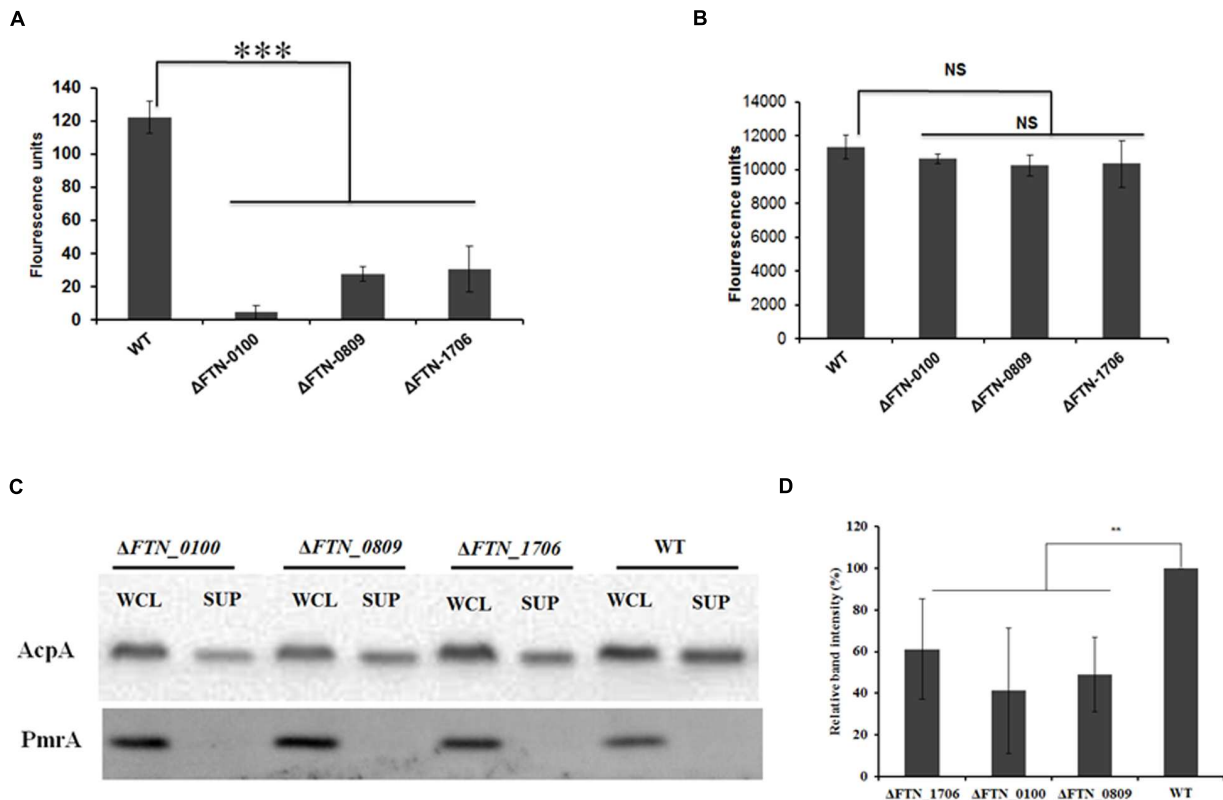 A
***
140
120
100
80
60
40
20
0
Flourescence units
WT
ΔFTN-0100
ΔFTN-0809
ΔFTN-1706
B
NS
NS
14000
12000
10000
8000
6000
4000
2000
0
Flourescence units
WT
ΔFTN-0100
ΔFTN-0809
ΔFTN-1706
C
ΔFTN_0100 ΔFTN_0809 ΔFTN_1706 WT
WCL SUP WCL SUP WCL SUP WCL SUP
AcpA
PmrA
D
**
120
100
80
60
40
20
0
Relative band intensity (%)
ΔFTN_1706 ΔFTN_0100 ΔFTN_0809 WT